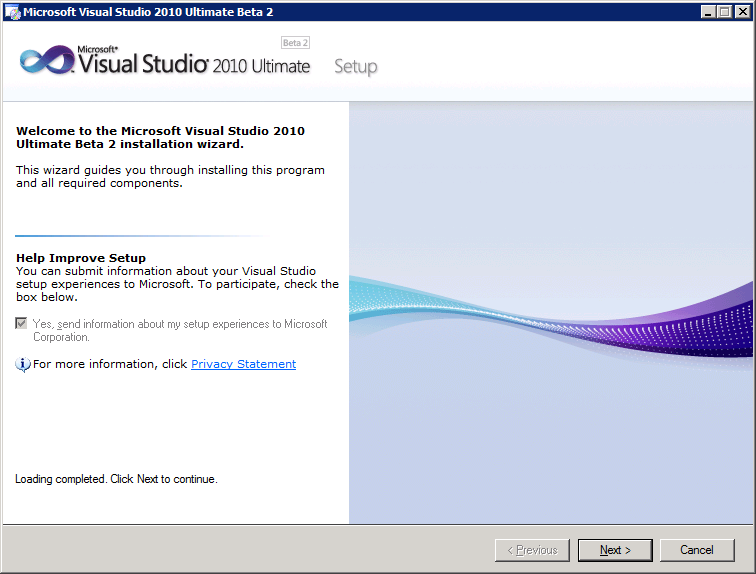 Microsoft Visual Studio 2010 Ultimate Beta 2
Beta 2
Microsoft®
Visual Studio® 2010 Ultimate Setup
Welcome to the Microsoft Visual Studio 2010
Ultimate Beta 2 installation wizard.
This wizard guides you through installing this program
and all required components.
Help Improve Setup
You can submit information about your Visual Studio
setup experiences to Microsoft. To participate, check the
box below.
Yes, send information about my setup experiences to Microsoft
Corporation.
For more information, click Privacy Statement
Loading completed. Click Next to continue.
< Previous Next > Cancel